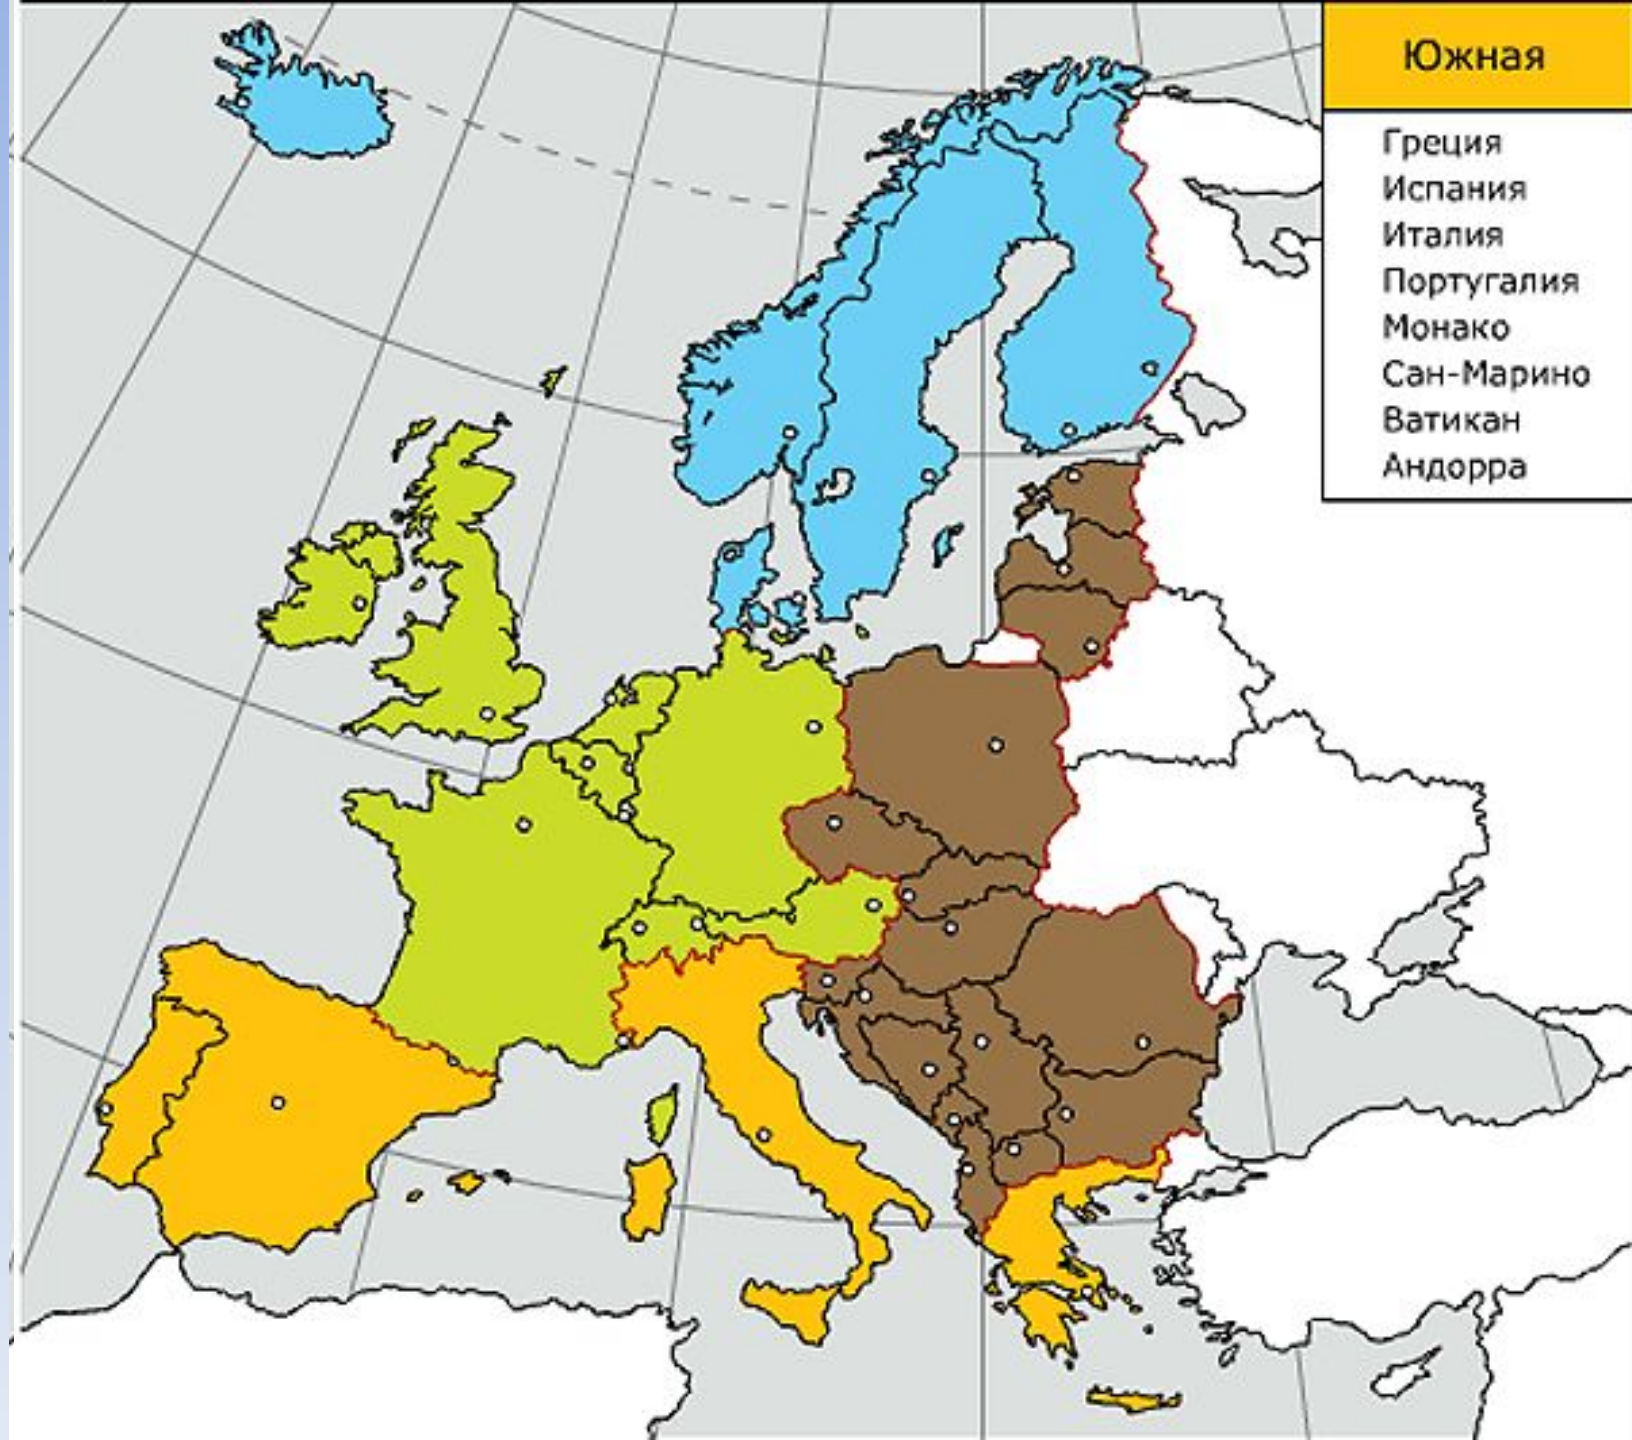 Южная
Греция
Испания
Италия
Португалия
Монако
Сан-Марино
Ватикан
Андорра